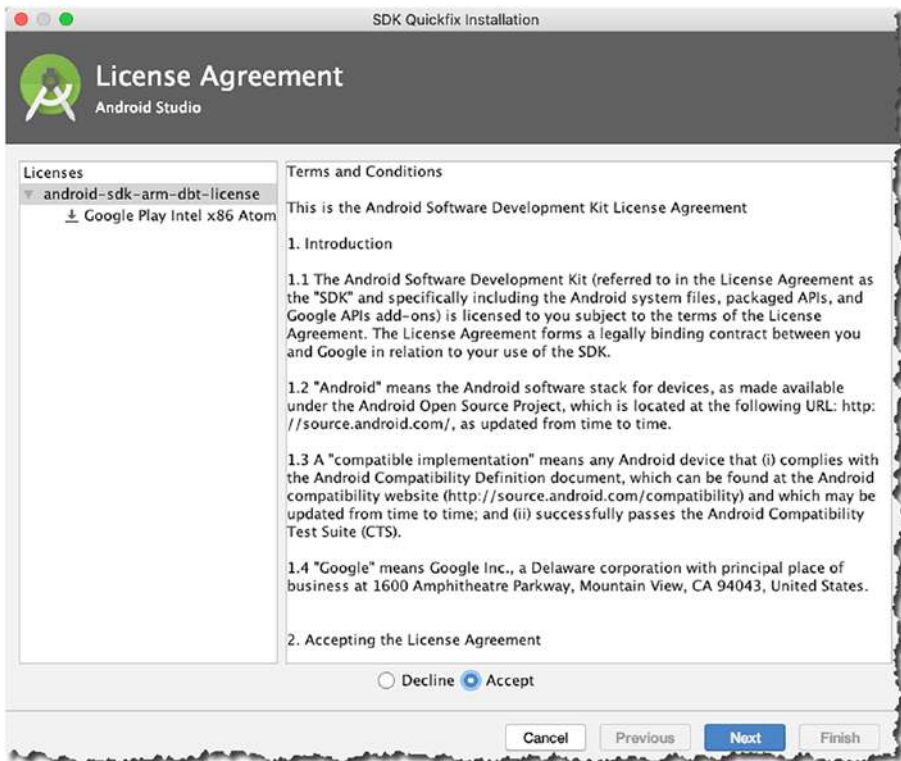 SDK Quickfix Installation
License Agreement
Android Studio
Licenses
android-sdk-arm-dbt-license
Google Play Intel x86 Atom
Terms and Conditions
This is the Android Software Development Kit License Agreement
1. Introduction
1.1 The Android Software Development Kit (referred to in the License Agreement as
the "SDK" and specifically including the Android system files, packaged APIs, and
Google APIs add-ons) is licensed to you subject to the terms of the License
Agreement. The License Agreement forms a legally binding contract between you
and Google in relation to your use of the SDK.
1.2 "Android" means the Android software stack for devices, as made available
under the Android Open Source Project, which is located at the following URL: http:
//source.android.com/, as updated from time to time.
1.3 A "compatible implementation" means any Android device that (i) complies with
the Android Compatibility Definition document, which can be found at the Android
compatibility website (http://source.android.com/compatibility) and which may be
updated from time to time; and (ii) successfully passes the Android Compatibility
Test Suite (CTS).
1.4 "Google" means Google Inc., a Delaware corporation with principal place of
business at 1600 Amphitheatre Parkway, Mountain View, CA 94043, United States.
2. Accepting the License Agreement
Decline Accept
Cancel Previous Next Finish